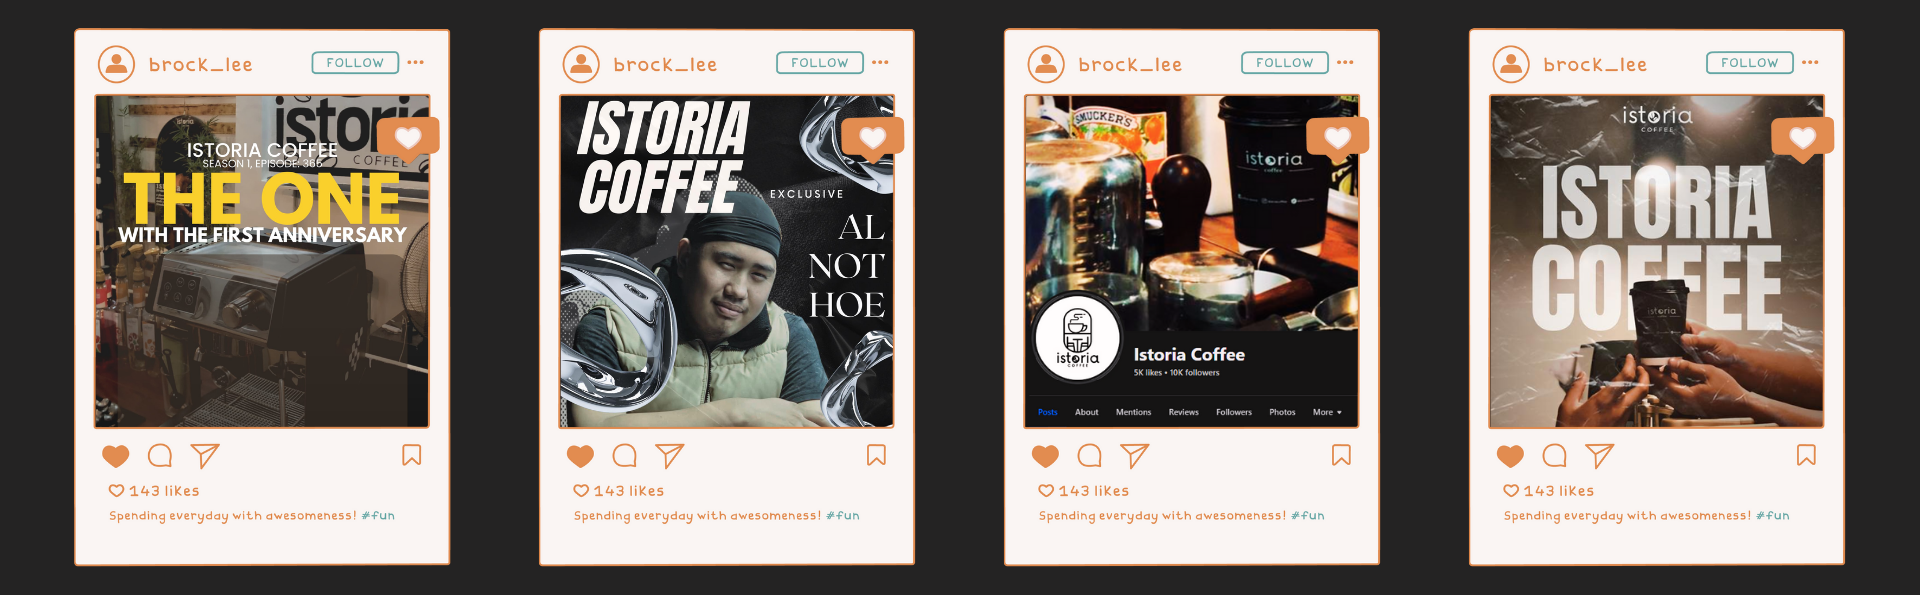 brock_lee
FOLLOW
istoria
COFFEE
ISTORIA COFFEE
SEASON 1, EPISODE: 366
THE ONE
WITH THE FIRST ANNIVERSARY
143 likes
Spending everyday with awesomeness! #fun
brock_lee
FOLLOW
ISTORIA
COFFEE
EXCLUSIVE
AL
NOT
HOE
143 likes
Spending everyday with awesomeness! #fun
brock_lee
FOLLOW
SMUCKER'S
istoria
coffee
istoria
COFFEE
Istoria Coffee
5K likes • 10K followers
Posts About Mentions Reviews Followers Photos More
143 likes
Spending everyday with awesomeness! #fun
brock_lee
FOLLOW
istoria
COFFEE
ISTORIA
COFFEE
istoria
143 likes
Spending everyday with awesomeness! #fun